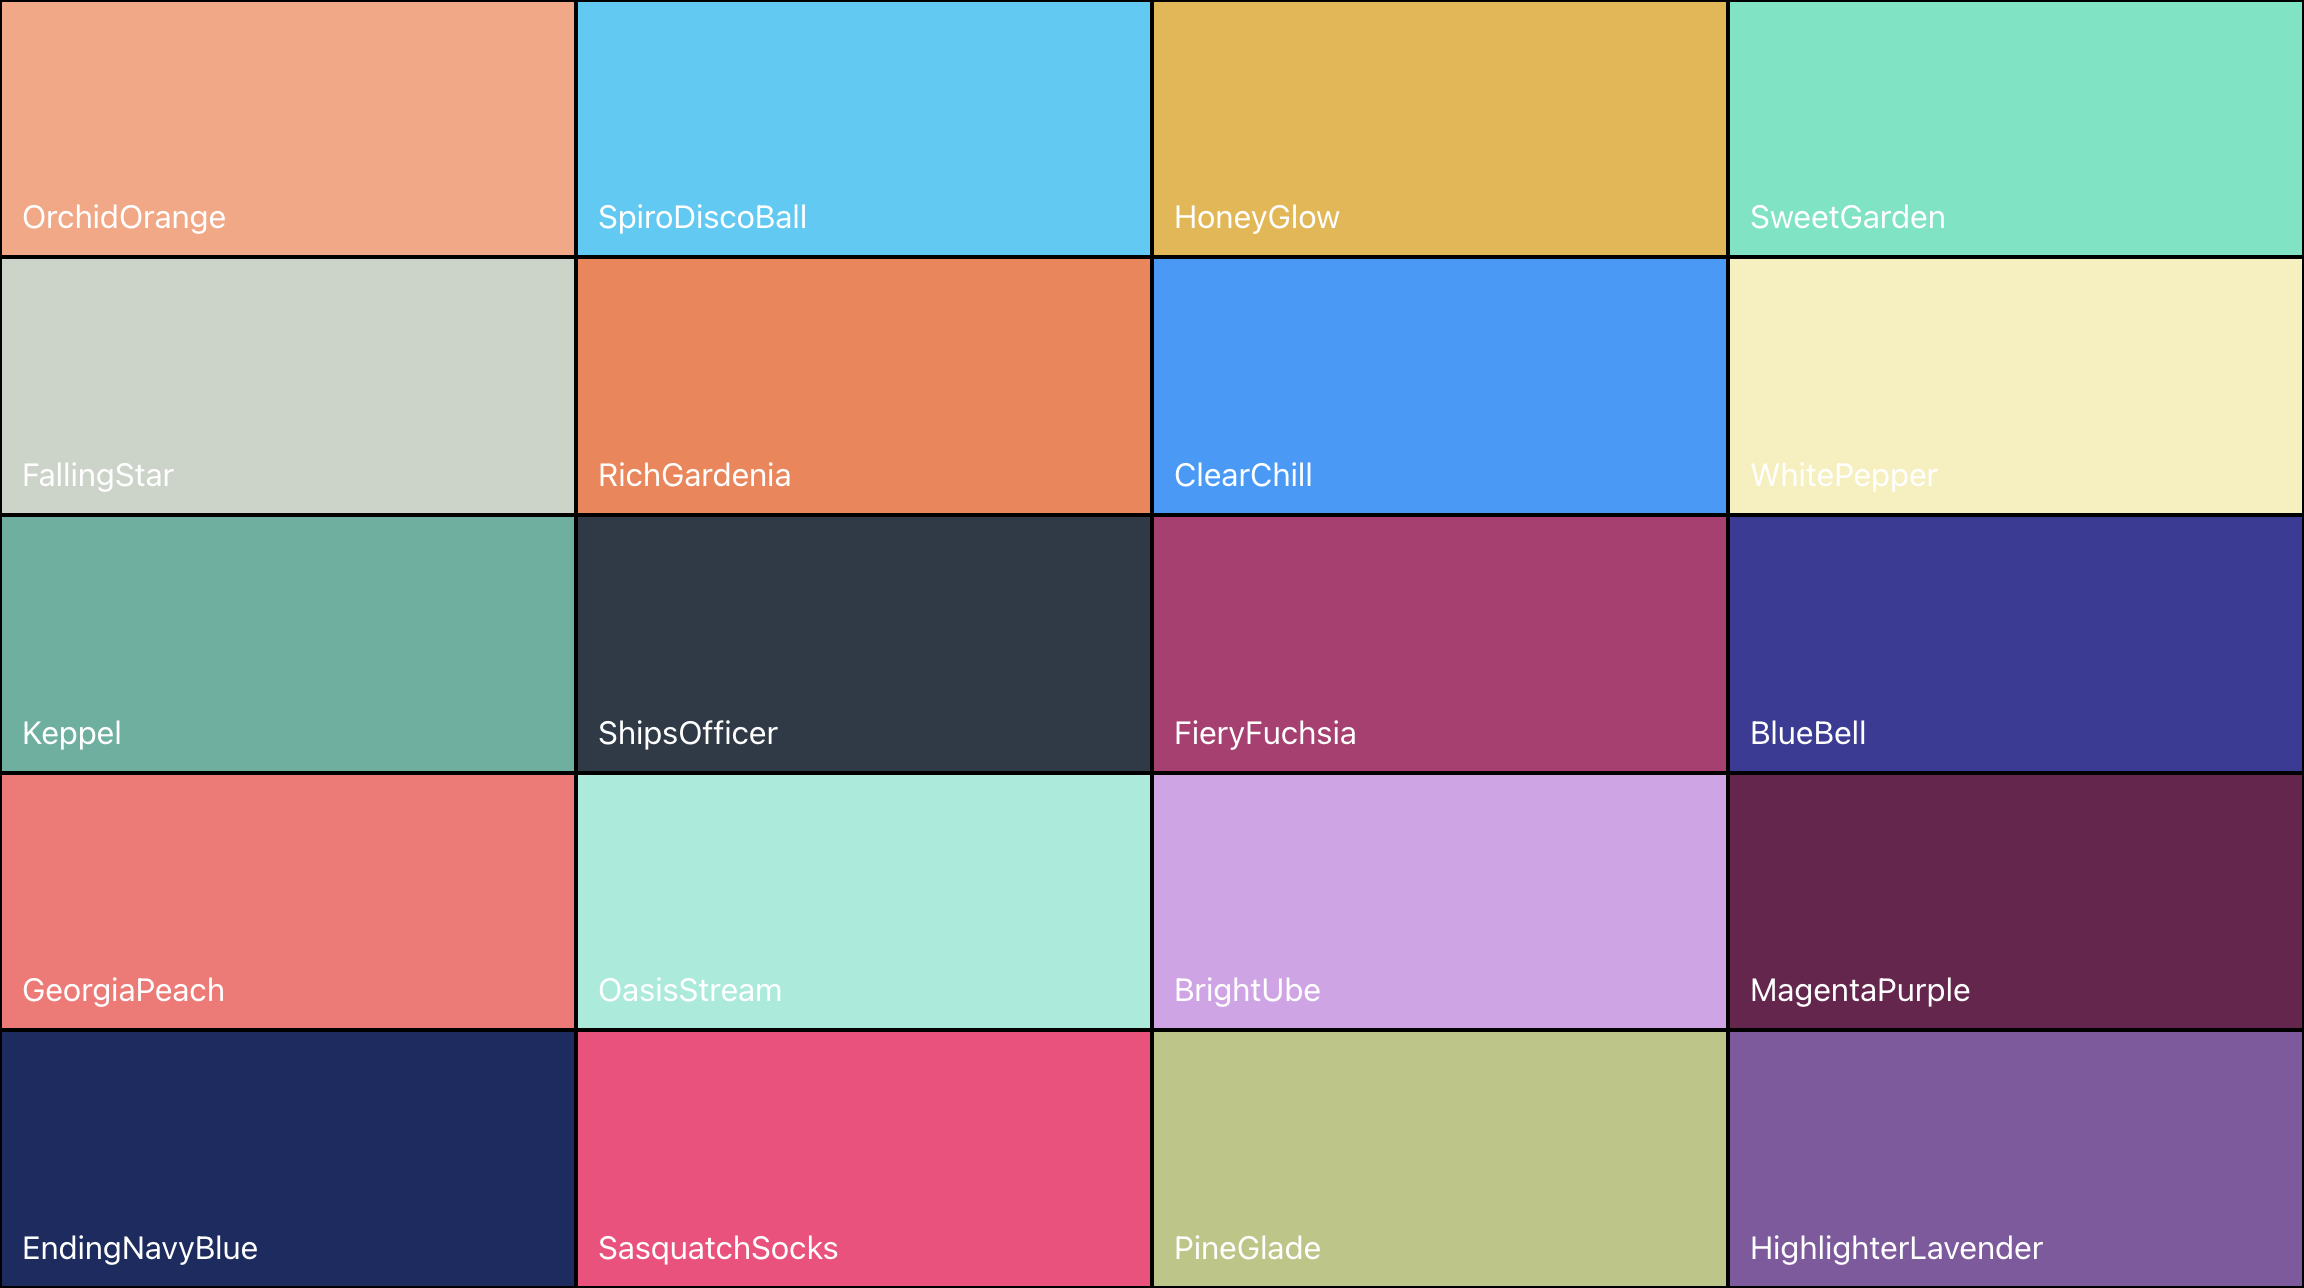 OrchidOrange
SpiroDiscoBall
HoneyGlow
SweetGarden
FallingStar
RichGardenia
ClearChill
WhitePepper
Keppel
ShipsOfficer
FieryFuchsia
BlueBell
GeorgiaPeach
OasisStream
BrightUbe
MagentaPurple
EndingNavyBlue
SasquatchSocks
PineGlade
HighlighterLavender